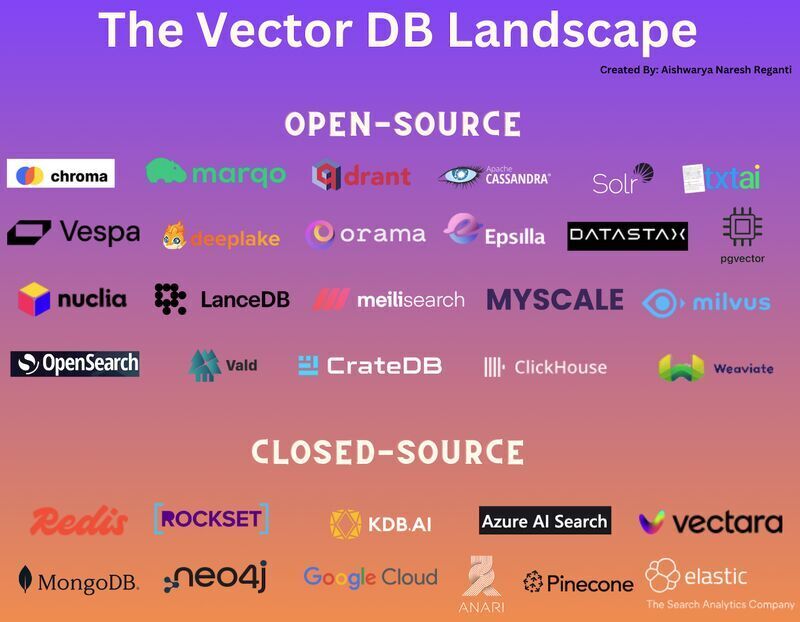 The Vector DB Landscape
Created By: Aishwarya Naresh Reganti
OPEN-SOURCE
chroma
marqo
drant
Apache
CASSANDRA
Solr
txtai
Vespa
deeplake
orama
Epsilla
DATASTAX
pgvector
nuclia
LanceDB
meilisearch
MYSCALE
milvus
OpenSearch
Vald
CrateDB
ClickHouse
Weaviate
CLOSED-SOURCE
Redis
[ROCKSET]
KDB.AI
Azure AI Search
vectara
MongoDB.
neo4j
Google Cloud
ANARI
Pinecone
elastic
The Search Analytics Company